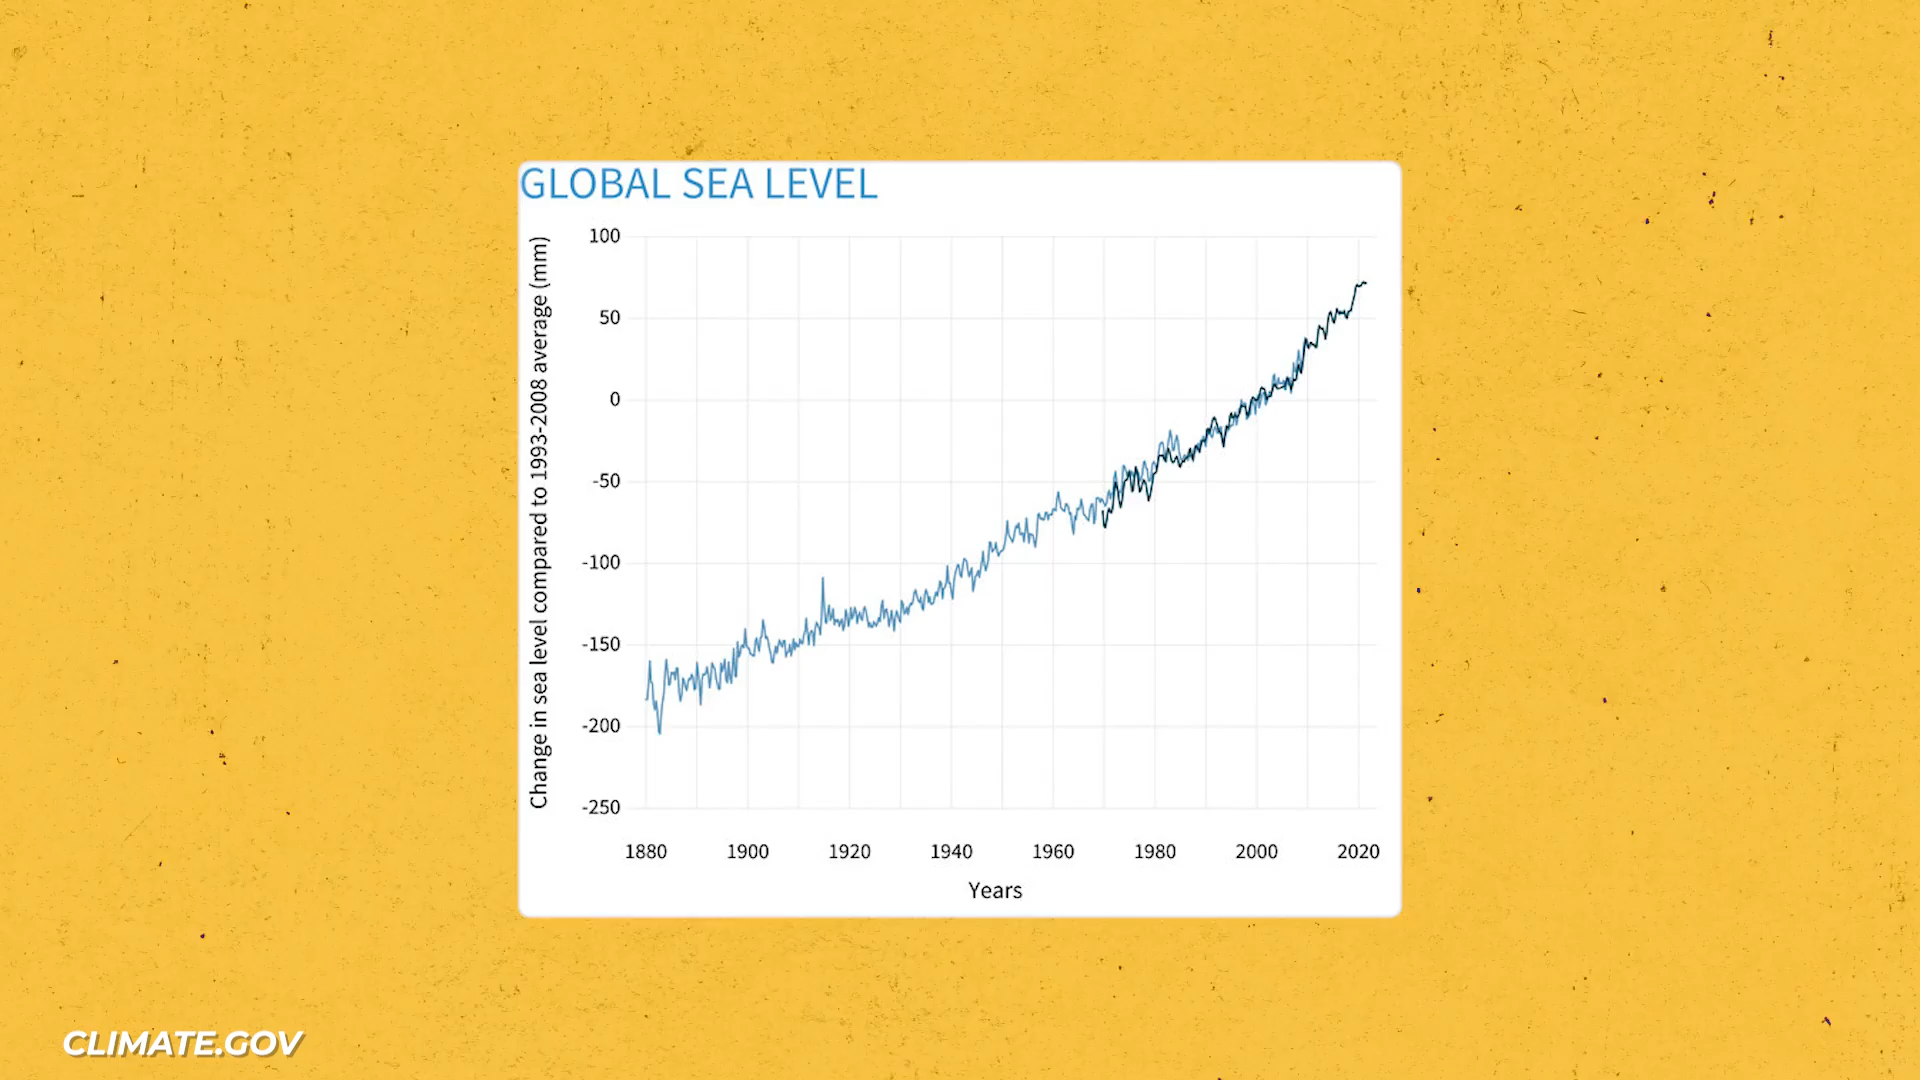 GLOBAL SEA LEVEL
Change in sea level compared to 1993-2008 average (mm)
100
50
0
-50
-100
-150
-200
-250
1880 1900 1920 1940 1960 1980 2000 2020
Years
CLIMATE.GOV